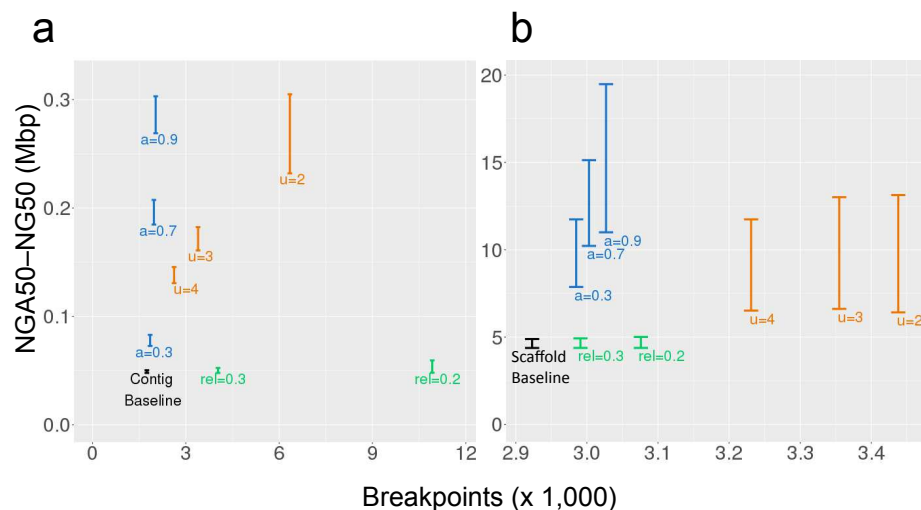 a
b
NGA50–NG50 (Mbp)
0.3
0.2
0.1
0.0
a=0.9
u=2
a=0.7
u=3
u=4
a=0.3
Contig
Baseline
rel=0.3
rel=0.2
0
3
6
9
12
20
15
10
5
0
a=0.9
a=0.7
a=0.3
u=4
u=3
u=2
Scaffold
Baseline
rel=0.3
rel=0.2
2.9
3.0
3.1
3.2
3.3
3.4
Breakpoints (x 1,000)